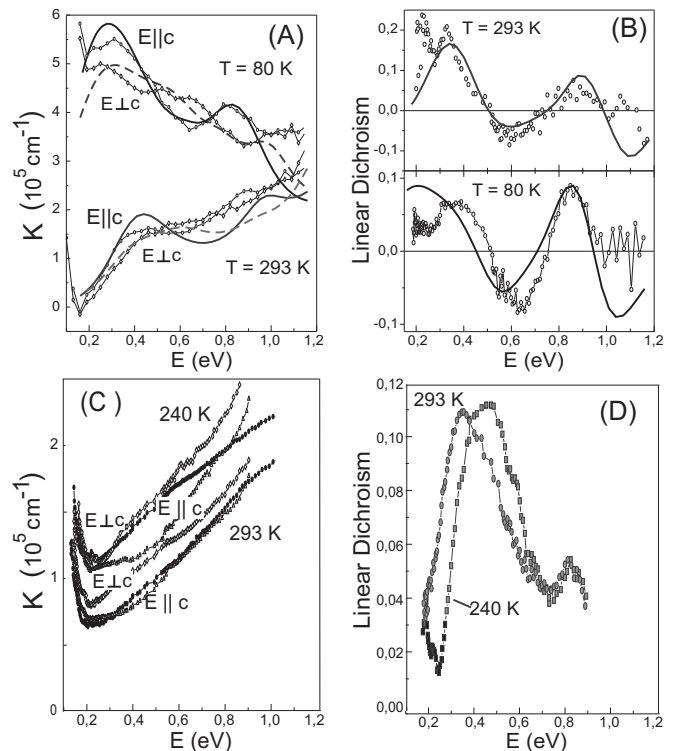 (A)
6
5
4
3
2
1
0
K (10⁵ cm⁻¹)
E||c
T = 80 K
E⊥c
E||c
E⊥c
T = 293 K
0,2 0,4 0,6 0,8 1,0 1,2
E (eV)
(B)
0,2
0,1
0,0
-0,1
T = 293 K
0,1
0,0
-0,1
T = 80 K
Linear Dichroism
0,2 0,4 0,6 0,8 1,0 1,2
E (eV)
(C )
2
1
0
K (10⁵ cm⁻¹)
240 K
E⊥c
E || c
293 K
E⊥c
E || c
0,2 0,4 0,6 0,8 1,0 1,2
E (eV)
(D)
0,12
0,10
0,08
0,06
0,04
0,02
0,00
Linear Dichroism
293 K
240 K
0,2 0,4 0,6 0,8 1,0 1,2
E (eV)